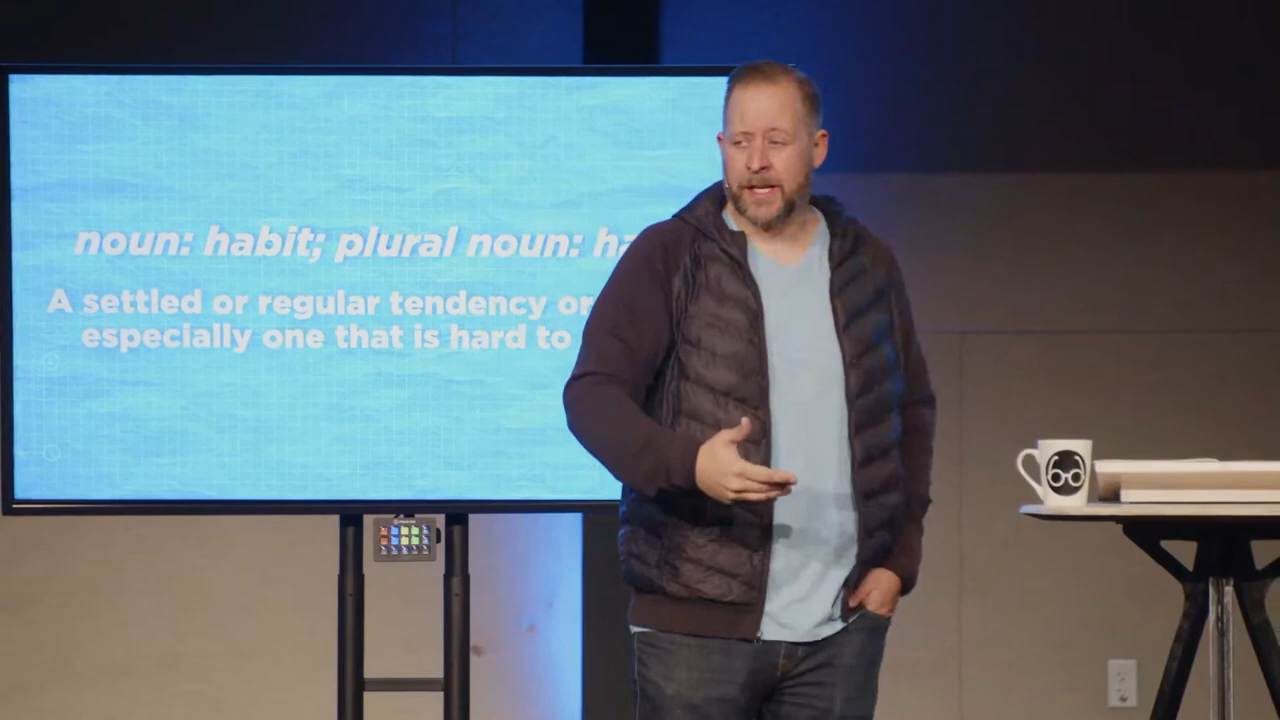 noun: habit; plural noun: ha
A settled or regular tendency or
especially one that is hard to